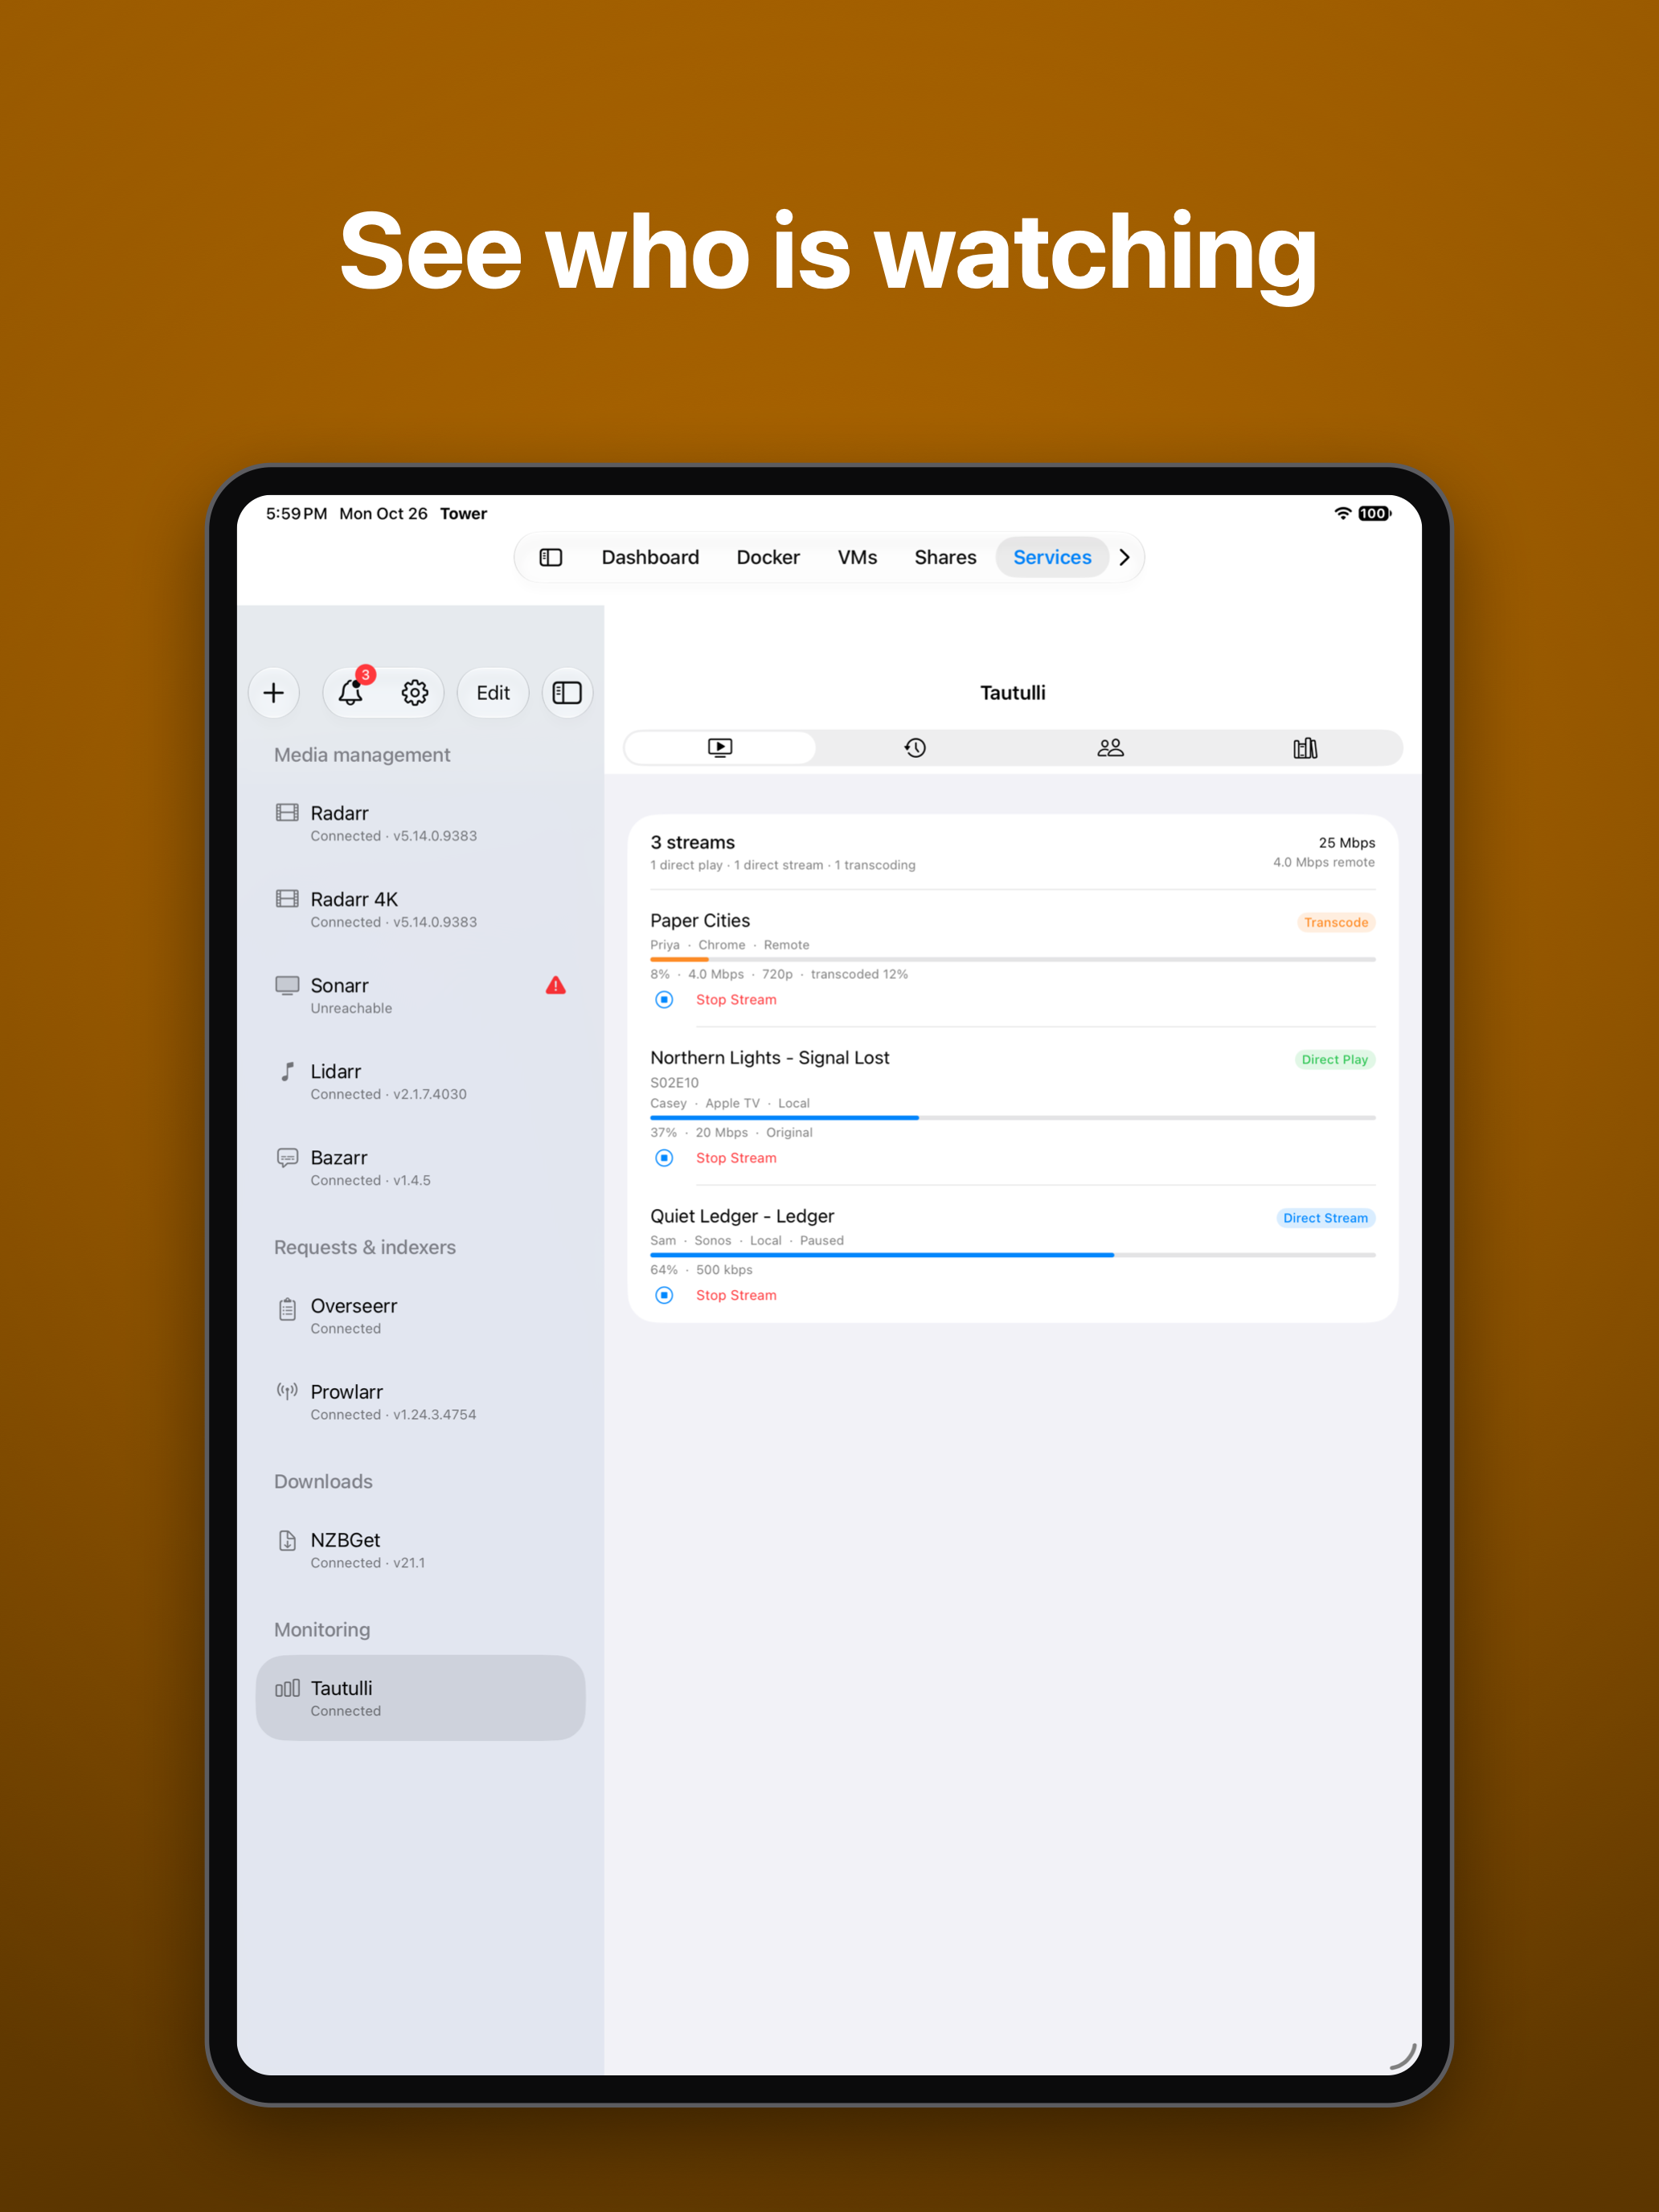 See who is watching
5:59 PM Mon Oct 26 Tower
100
Dashboard Docker VMs Shares Services
3
Edit
Media management
Radarr
Connected · v5.14.0.9383
Radarr 4K
Connected · v5.14.0.9383
Sonarr
Unreachable
Lidarr
Connected · v2.1.7.4030
Bazarr
Connected · v1.4.5
Requests & indexers
Overseerr
Connected
Prowlarr
Connected · v1.24.3.4754
Downloads
NZBGet
Connected · v21.1
Monitoring
Tautulli
Connected
Tautulli
3 streams
25 Mbps
1 direct play · 1 direct stream · 1 transcoding
4.0 Mbps remote
Paper Cities
Transcode
Priya · Chrome · Remote
8% · 4.0 Mbps · 720p · transcoded 12%
Stop Stream
Northern Lights - Signal Lost
Direct Play
S02E10
Casey · Apple TV · Local
37% · 20 Mbps · Original
Stop Stream
Quiet Ledger - Ledger
Direct Stream
Sam · Sonos · Local · Paused
64% · 500 kbps
Stop Stream